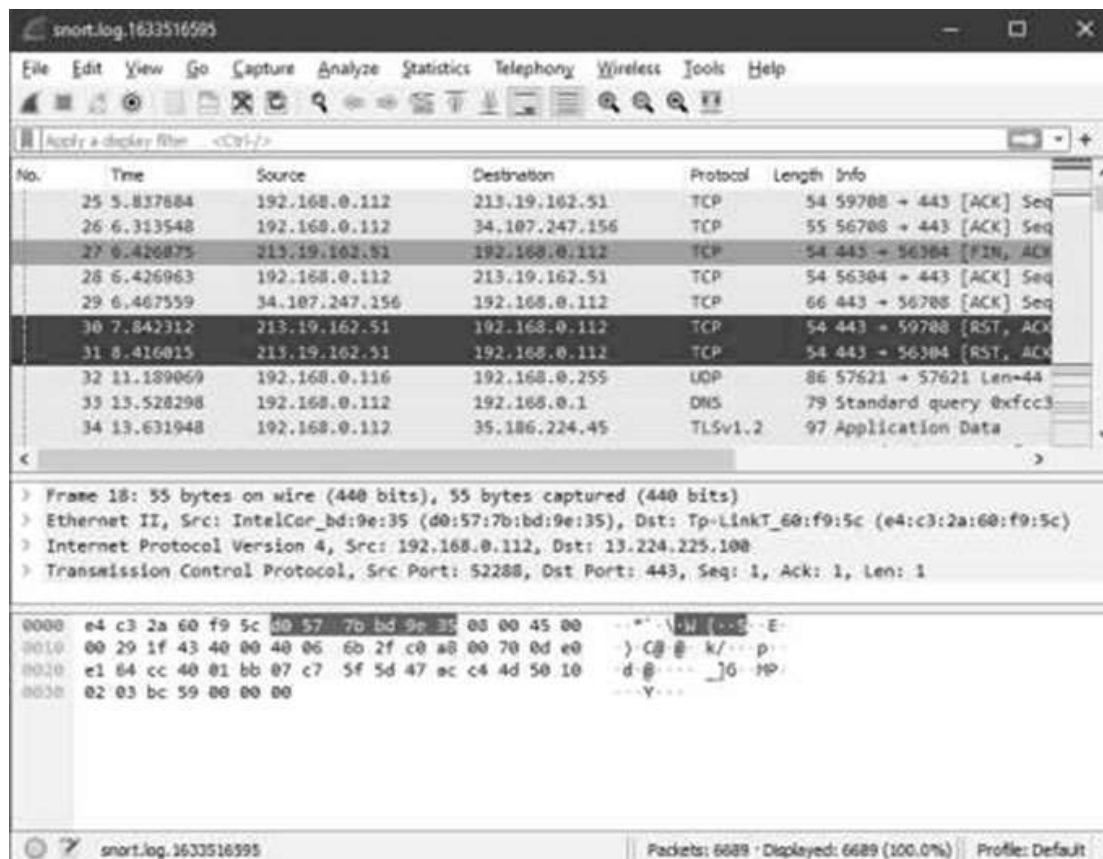 snort.log.1633516595
File Edit View Go Capture Analyze Statistics Telephony Wireless Tools Help
Apply a display filter ... <Ctrl-/>
No. Time Source Destination Protocol Length Info
25 5.837684 192.168.0.112 213.19.162.51 TCP 54 59708 → 443 [ACK] Seq
26 6.313548 192.168.0.112 34.107.247.156 TCP 55 56708 → 443 [ACK] Seq
27 6.426875 213.19.162.51 192.168.0.112 TCP 54 443 → 56304 [FIN, ACK
28 6.426963 192.168.0.112 213.19.162.51 TCP 54 56304 → 443 [ACK] Seq
29 6.467559 34.107.247.156 192.168.0.112 TCP 66 443 → 56708 [ACK] Seq
30 7.842312 213.19.162.51 192.168.0.112 TCP 54 443 → 59708 [RST, ACK
31 8.416015 213.19.162.51 192.168.0.112 TCP 54 443 → 56304 [RST, ACK
32 11.189069 192.168.0.116 192.168.0.255 UDP 86 57621 → 57621 Len=44
33 13.528298 192.168.0.112 192.168.0.1 DNS 79 Standard query 0xfcc3
34 13.631948 192.168.0.112 35.186.224.45 TLSv1.2 97 Application Data
Frame 18: 55 bytes on wire (440 bits), 55 bytes captured (440 bits)
Ethernet II, Src: IntelCor_bd:9e:35 (d0:57:7b:bd:9e:35), Dst: Tp-LinkT_60:f9:5c (e4:c3:2a:60:f9:5c)
Internet Protocol Version 4, Src: 192.168.0.112, Dst: 13.224.225.100
Transmission Control Protocol, Src Port: 52288, Dst Port: 443, Seq: 1, Ack: 1, Len: 1
0000 e4 c3 2a 60 f9 5c d0 57 7b bd 9e 35 08 00 45 00
0010 00 29 1f 43 40 00 40 06 6b 2f c0 a8 00 70 0d e0
0020 e1 64 cc 40 01 bb 07 c7 5f 5d 47 ac c4 4d 50 10
0030 02 03 bc 59 00 00 00
snort.log.1633516595 Packets: 6689 · Displayed: 6689 (100.0%) Profile: Default